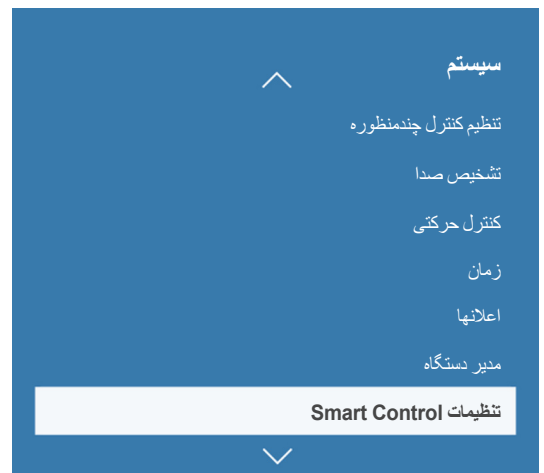 سیستم
تنظیم کنترل چندمنظوره
تشخیص صدا
کنترل حرکتی
زمان
اعلانها
مدیر دستگاه
تنظیمات Smart Control